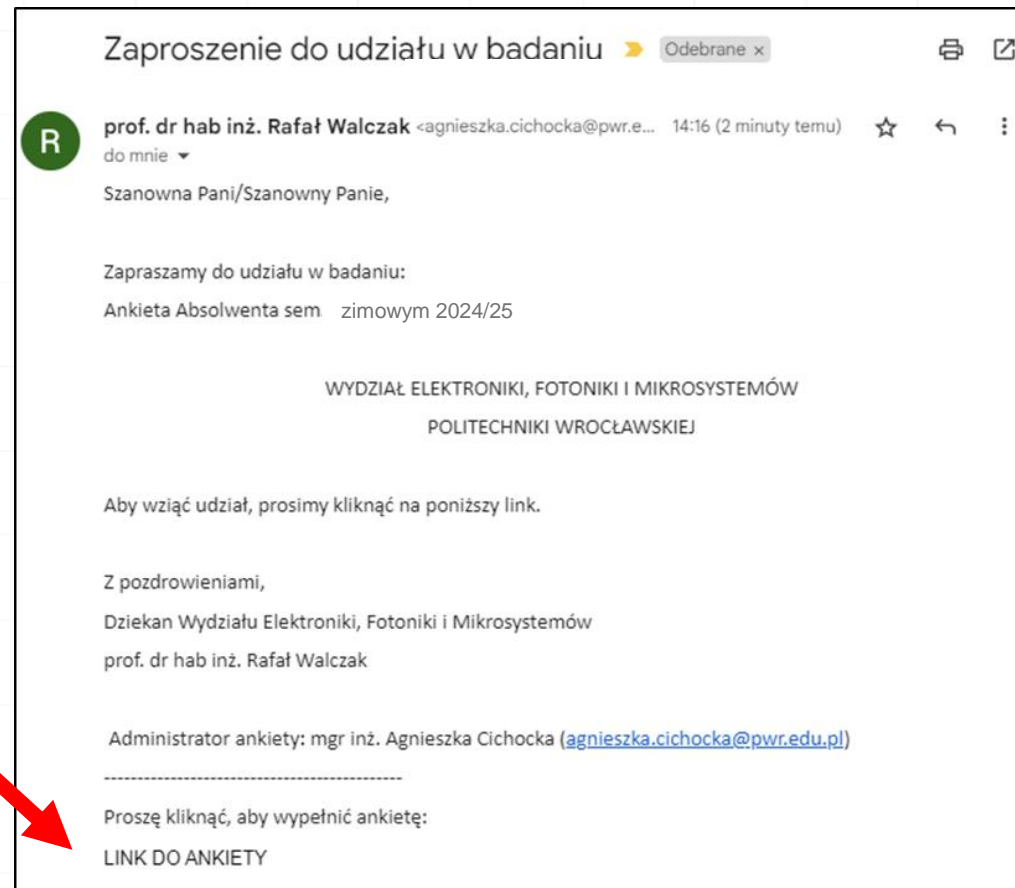 Zaproszenie do udziału w badaniu Odebrane x
R
prof. dr hab inż. Rafał Walczak <agnieszka.cichocka@pwr.e... 14:16 (2 minuty temu)
do mnie
Szanowna Pani/Szanowny Panie,
Zapraszamy do udziału w badaniu:
Ankieta Absolwenta sem zimowym 2024/25
WYDZIAŁ ELEKTRONIKI, FOTONIKI I MIKROSYSTEMÓW
POLITECHNIKI WROCŁAWSKIEJ
Aby wziąć udział, prosimy kliknąć na poniższy link.
Z pozdrowieniami,
Dziekan Wydziału Elektroniki, Fotoniki i Mikrosystemów
prof. dr hab inż. Rafał Walczak
Administrator ankiety: mgr inż. Agnieszka Cichocka (agnieszka.cichocka@pwr.edu.pl)
----------------------------------------------
Proszę kliknąć, aby wypełnić ankietę:
LINK DO ANKIETY